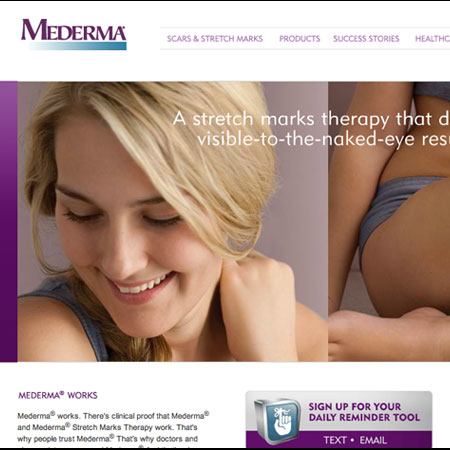 MEDERMA®
SCARS & STRETCH MARKS PRODUCTS SUCCESS STORIES HEALTHC
A stretch marks therapy that d
visible-to-the-naked-eye resu
MEDERMA® WORKS
Mederma® works. There's clinical proof that Mederma®
and Mederma® Stretch Marks Therapy work. That's
why people trust Mederma® That's why doctors and
SIGN UP FOR YOUR
DAILY REMINDER TOOL
TEXT • EMAIL